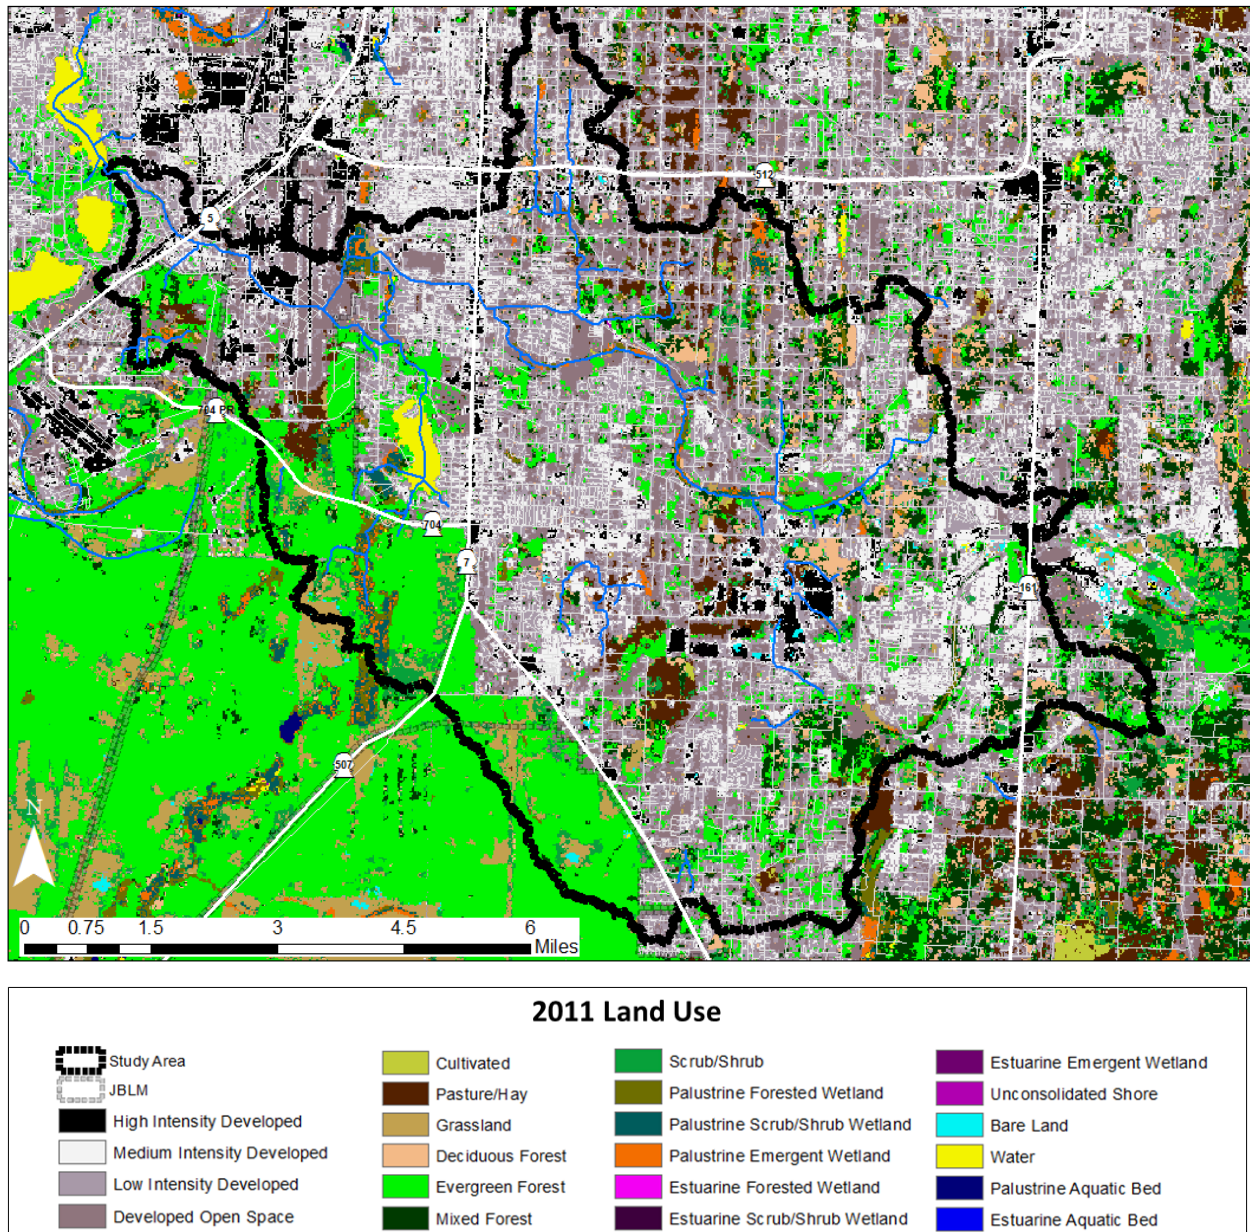 512
5
704 PR
704
7
161
507
N
0 0.75 1.5 3 4.5 6
Miles
2011 Land Use
Study Area
JBLM
High Intensity Developed
Medium Intensity Developed
Low Intensity Developed
Developed Open Space
Cultivated
Pasture/Hay
Grassland
Deciduous Forest
Evergreen Forest
Mixed Forest
Scrub/Shrub
Palustrine Forested Wetland
Palustrine Scrub/Shrub Wetland
Palustrine Emergent Wetland
Estuarine Forested Wetland
Estuarine Scrub/Shrub Wetland
Estuarine Emergent Wetland
Unconsolidated Shore
Bare Land
Water
Palustrine Aquatic Bed
Estuarine Aquatic Bed